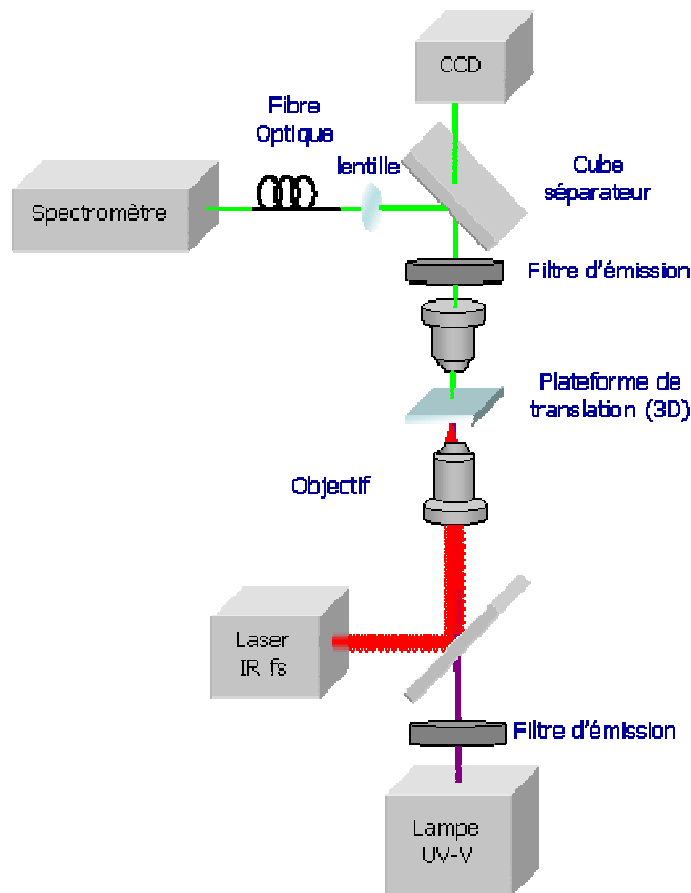 CCD
Fibre
Optique
lentille
Cube
séparateur
Spectromètre
Filtre d'émission
Plateforme de
translation (3D)
Objectif
Laser
IR fs
Filtre d'émission
Lampe
UV-V